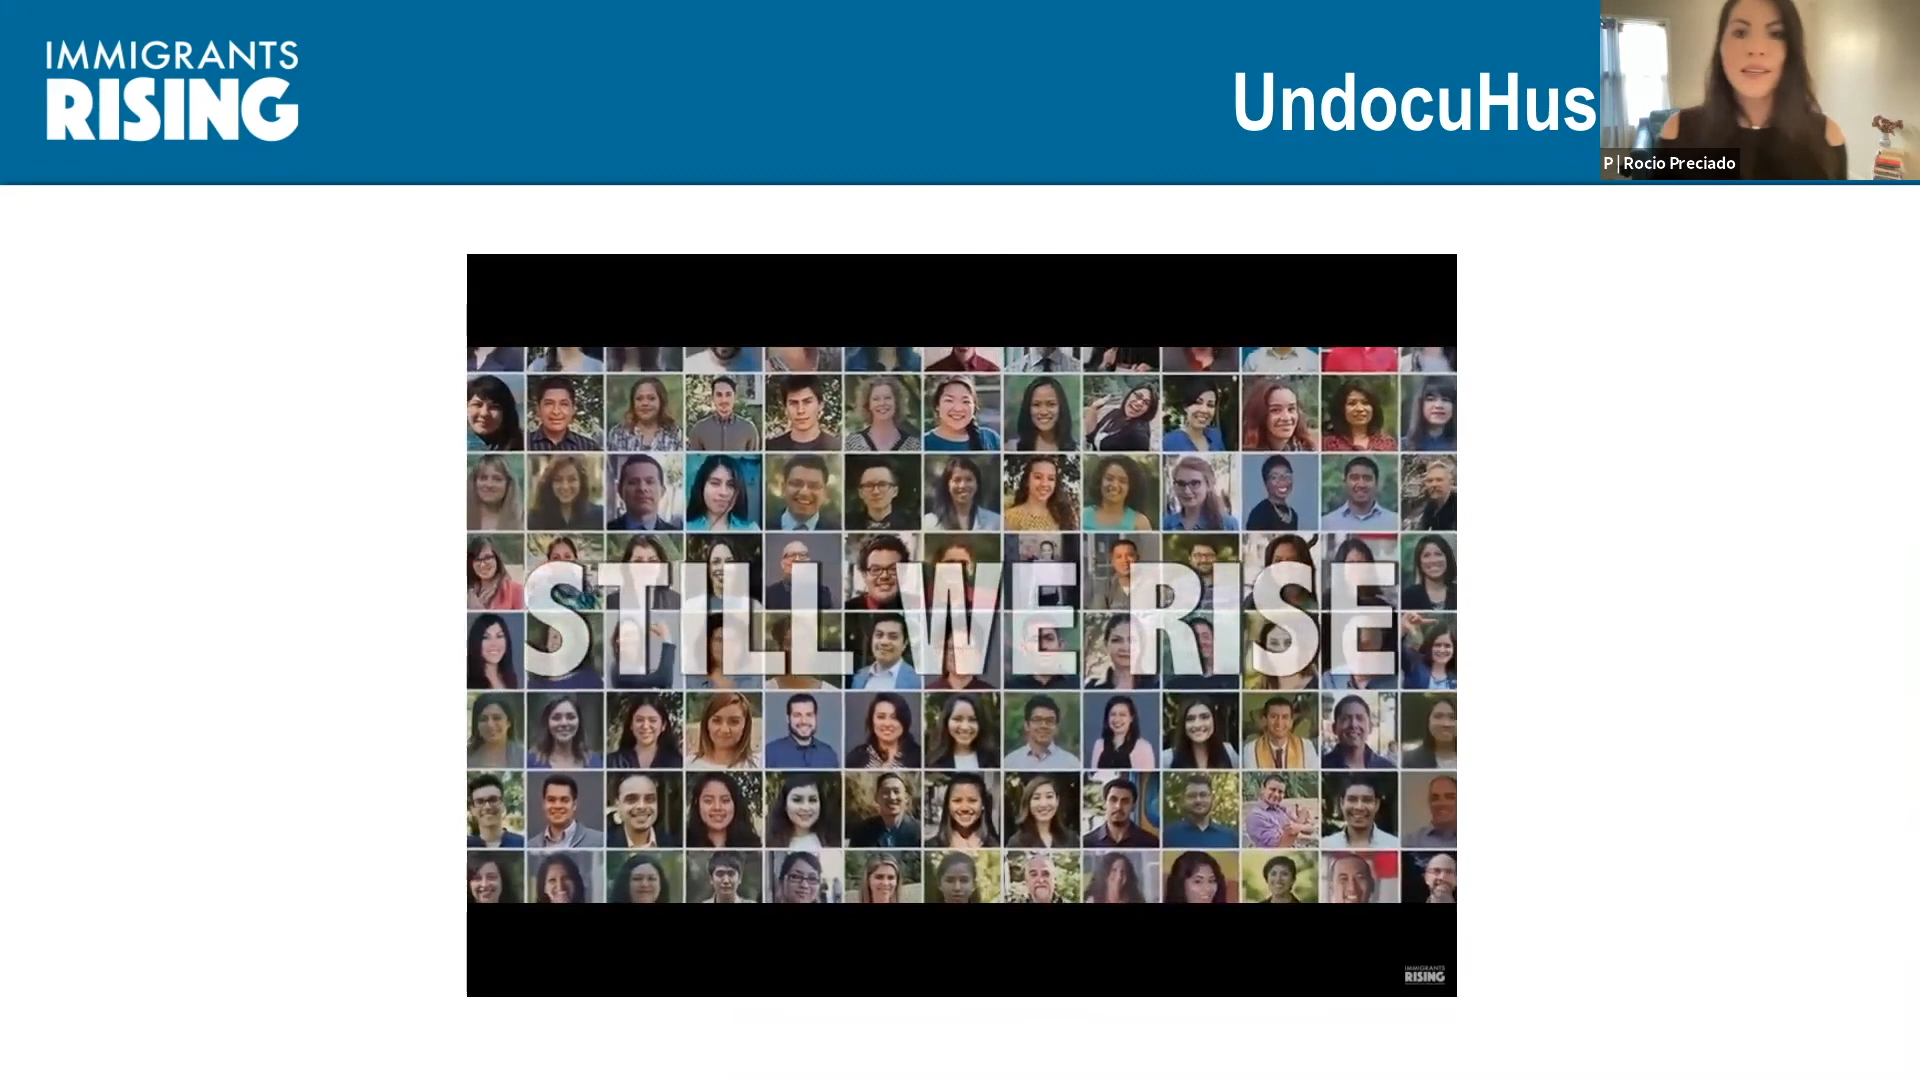 IMMIGRANTS
RISING
UndocuHus
P | Rocio Preciado
STILL WE RISE
IMMIGRANTS
RISING